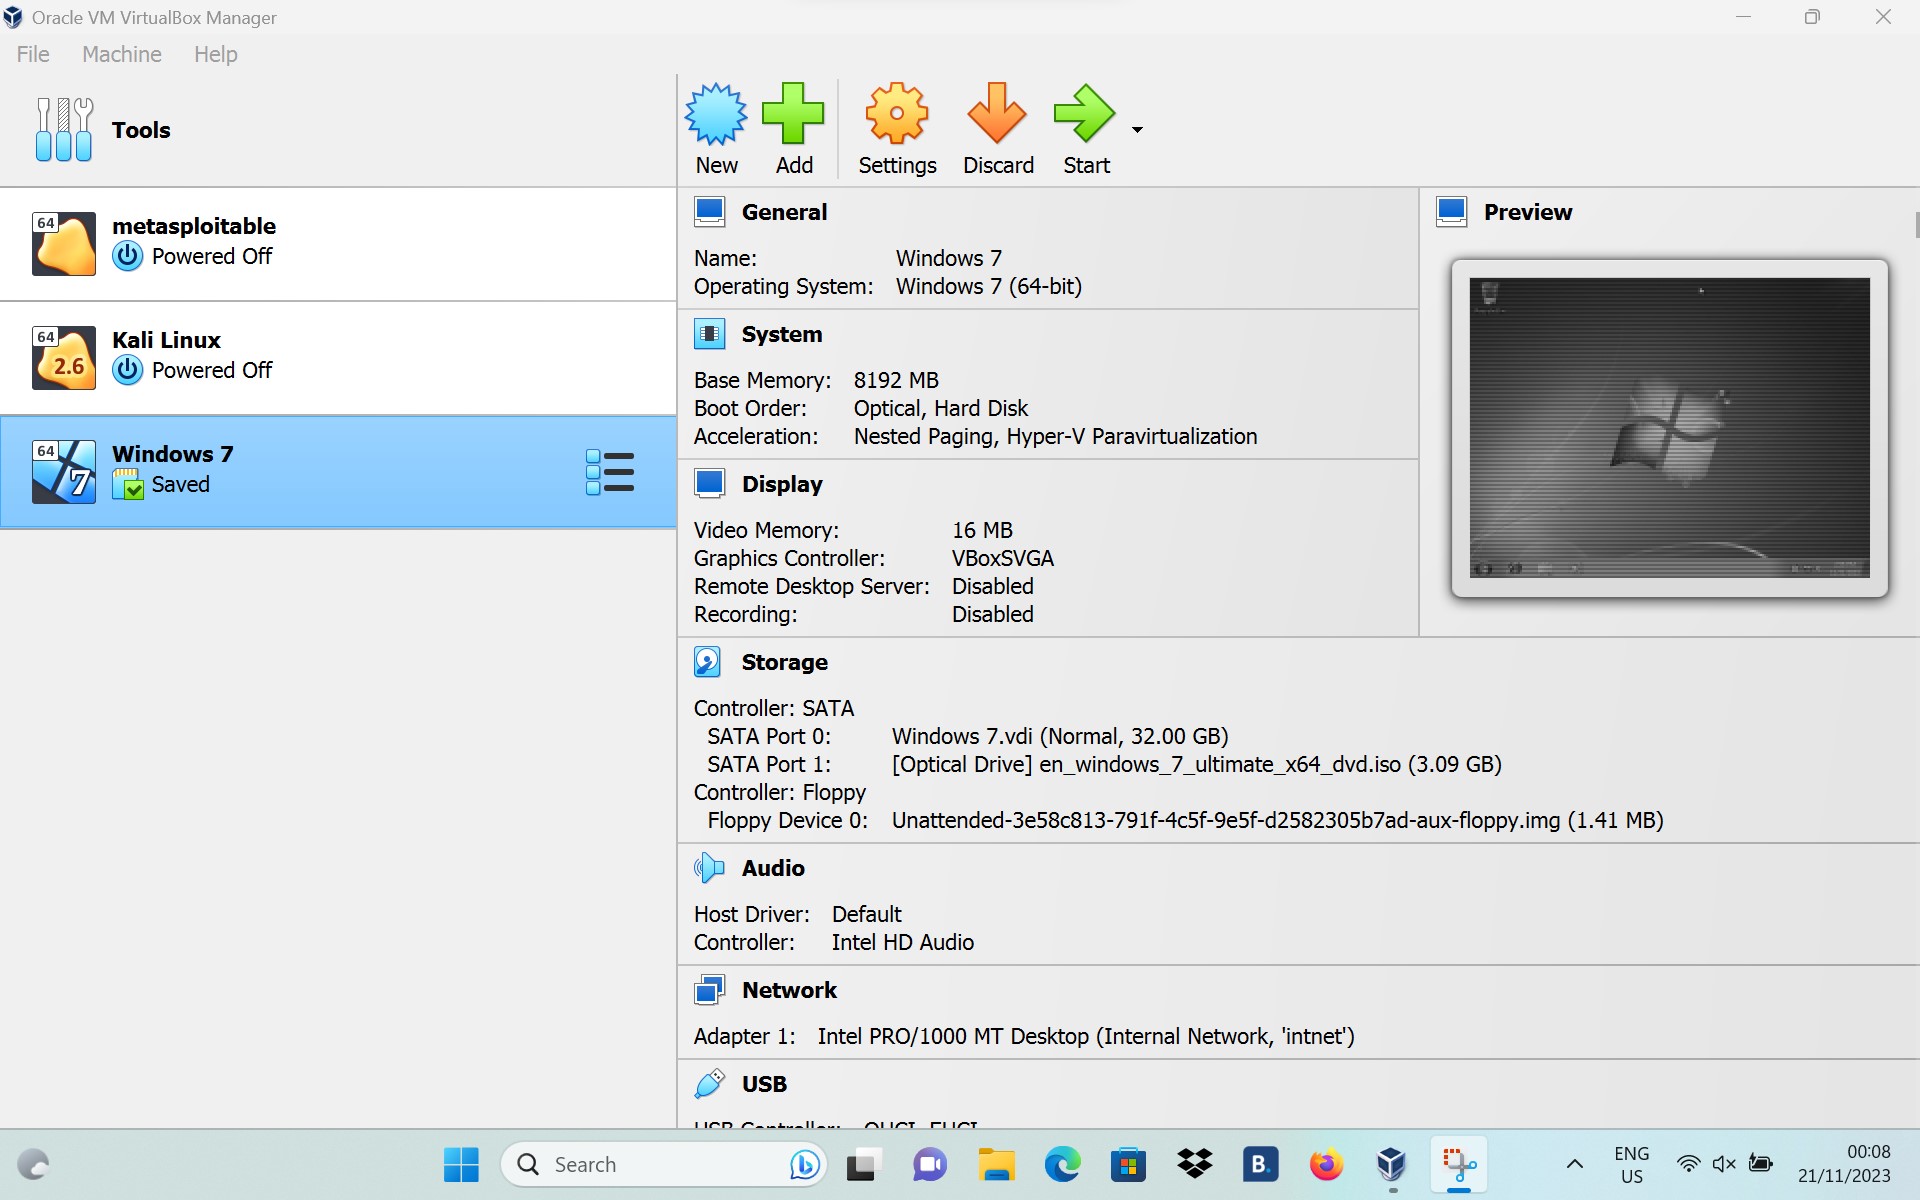 Oracle VM VirtualBox Manager
File Machine Help
Tools
New Add Settings Discard Start
64 metasploitable
Powered Off
64 2.6 Kali Linux
Powered Off
64 7 Windows 7
Saved
General
Name: Windows 7
Operating System: Windows 7 (64-bit)
System
Base Memory: 8192 MB
Boot Order: Optical, Hard Disk
Acceleration: Nested Paging, Hyper-V Paravirtualization
Display
Video Memory: 16 MB
Graphics Controller: VBoxSVGA
Remote Desktop Server: Disabled
Recording: Disabled
Preview
Storage
Controller: SATA
SATA Port 0: Windows 7.vdi (Normal, 32.00 GB)
SATA Port 1: [Optical Drive] en_windows_7_ultimate_x64_dvd.iso (3.09 GB)
Controller: Floppy
Floppy Device 0: Unattended-3e58c813-791f-4c5f-9e5f-d2582305b7ad-aux-floppy.img (1.41 MB)
Audio
Host Driver: Default
Controller: Intel HD Audio
Network
Adapter 1: Intel PRO/1000 MT Desktop (Internal Network, 'intnet')
USB
USB Controller: OHCI, EHCI
Search
B.
ENG
US
00:08
21/11/2023